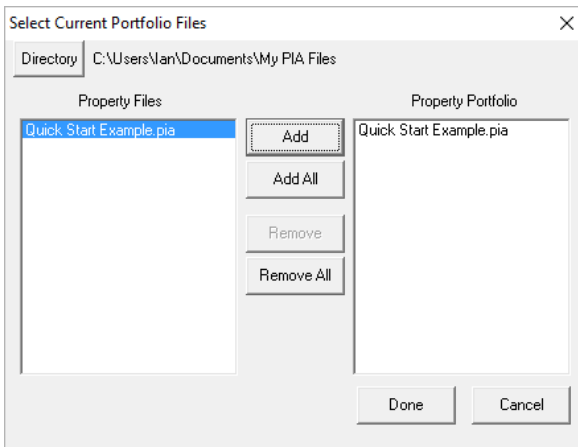 Select Current Portfolio Files
Directory C:\Users\Ian\Documents\My PIA Files
Property Files
Property Portfolio
Quick Start Example.pia
Add
Quick Start Example.pia
Add All
Remove
Remove All
Done
Cancel